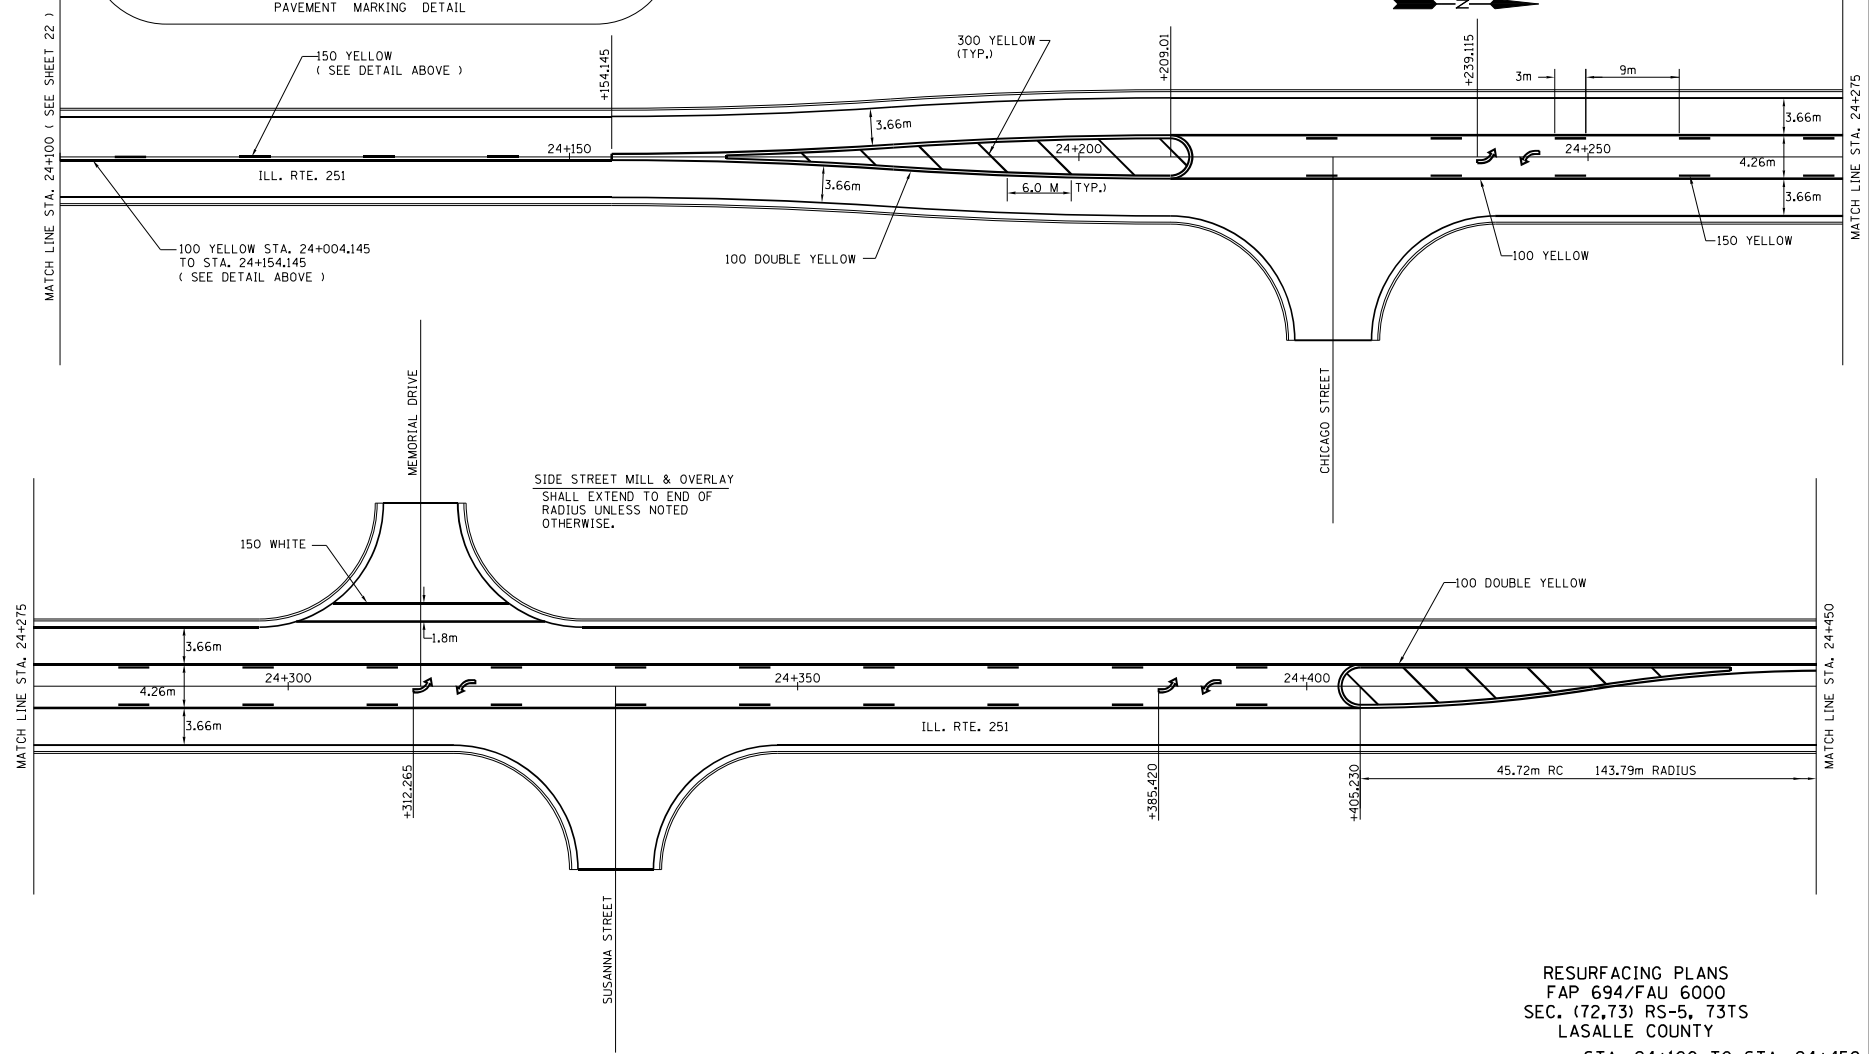 PAVEMENT MARKING DETAIL
N
MATCH LINE STA. 24+100 ( SEE SHEET 22 )
150 YELLOW
( SEE DETAIL ABOVE )
+154.145
300 YELLOW
(TYP.)
+209.01
+239.115
3m
9m
MATCH LINE STA. 24+275
3.66m
3.66m
24+150
24+200
24+250
4.26m
ILL. RTE. 251
3.66m
6.0 M (TYP.)
3.66m
100 YELLOW STA. 24+004.145
TO STA. 24+154.145
( SEE DETAIL ABOVE )
100 DOUBLE YELLOW
100 YELLOW
150 YELLOW
MEMORIAL DRIVE
CHICAGO STREET
SIDE STREET MILL & OVERLAY
SHALL EXTEND TO END OF
RADIUS UNLESS NOTED
OTHERWISE.
150 WHITE
100 DOUBLE YELLOW
MATCH LINE STA. 24+275
MATCH LINE STA. 24+450
3.66m
1.8m
24+300
24+350
24+400
4.26m
3.66m
ILL. RTE. 251
+312.265
+385.420
+405.230
45.72m RC 143.79m RADIUS
SUSANNA STREET
RESURFACING PLANS
FAP 694/FAU 6000
SEC. (72,73) RS-5, 73TS
LASALLE COUNTY
STA. 24+100 TO STA. 24+450